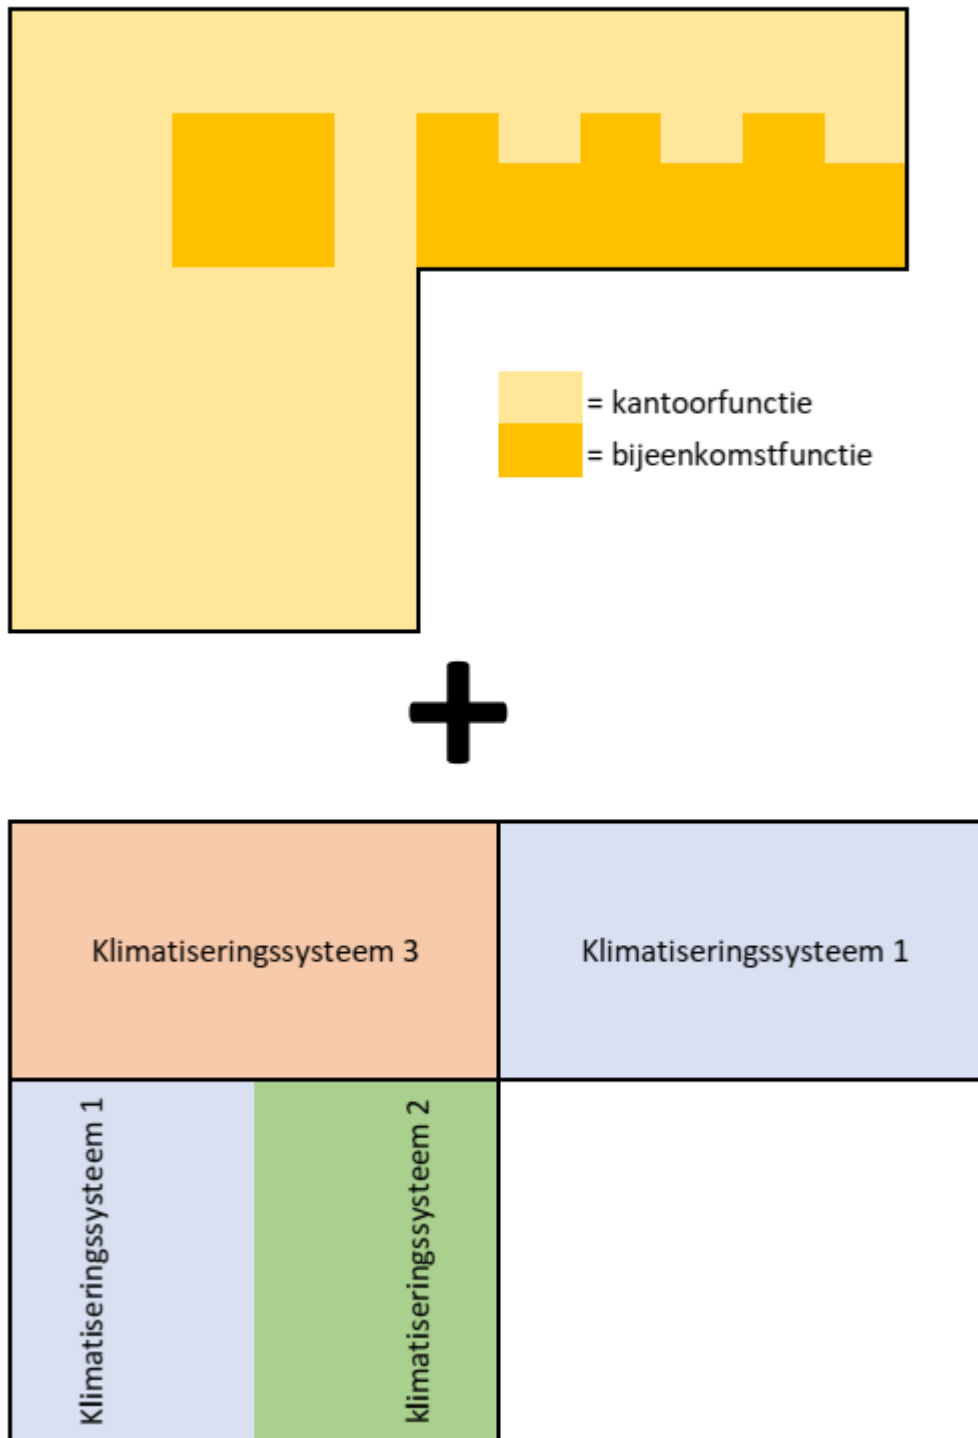 = kantoorfunctie
= bijeenkomstfunctie
Klimatiseringssysteem 3
Klimatiseringssysteem 1
Klimatiseringssysteem 1
klimatiseringssysteem 2